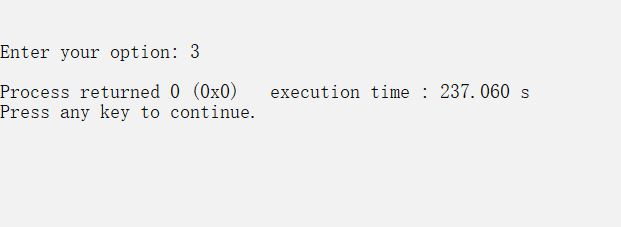 Enter your option: 3
Process returned 0 (0x0)   execution time : 237.060 s
Press any key to continue.